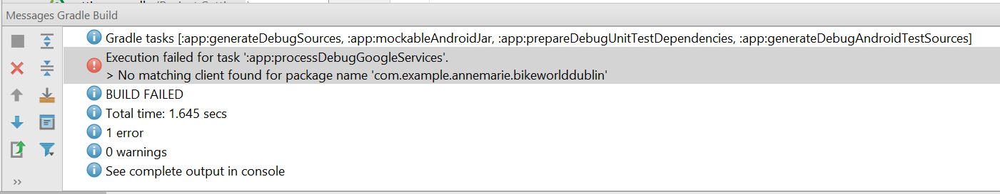 Messages Gradle Build
Gradle tasks [:app:generateDebugSources, :app:mockableAndroidJar, :app:prepareDebugUnitTestDependencies, :app:generateDebugAndroidTestSources]
Execution failed for task ':app:processDebugGoogleServices'.
> No matching client found for package name 'com.example.annemarie.bikeworlddublin'
BUILD FAILED
Total time: 1.645 secs
1 error
0 warnings
See complete output in console